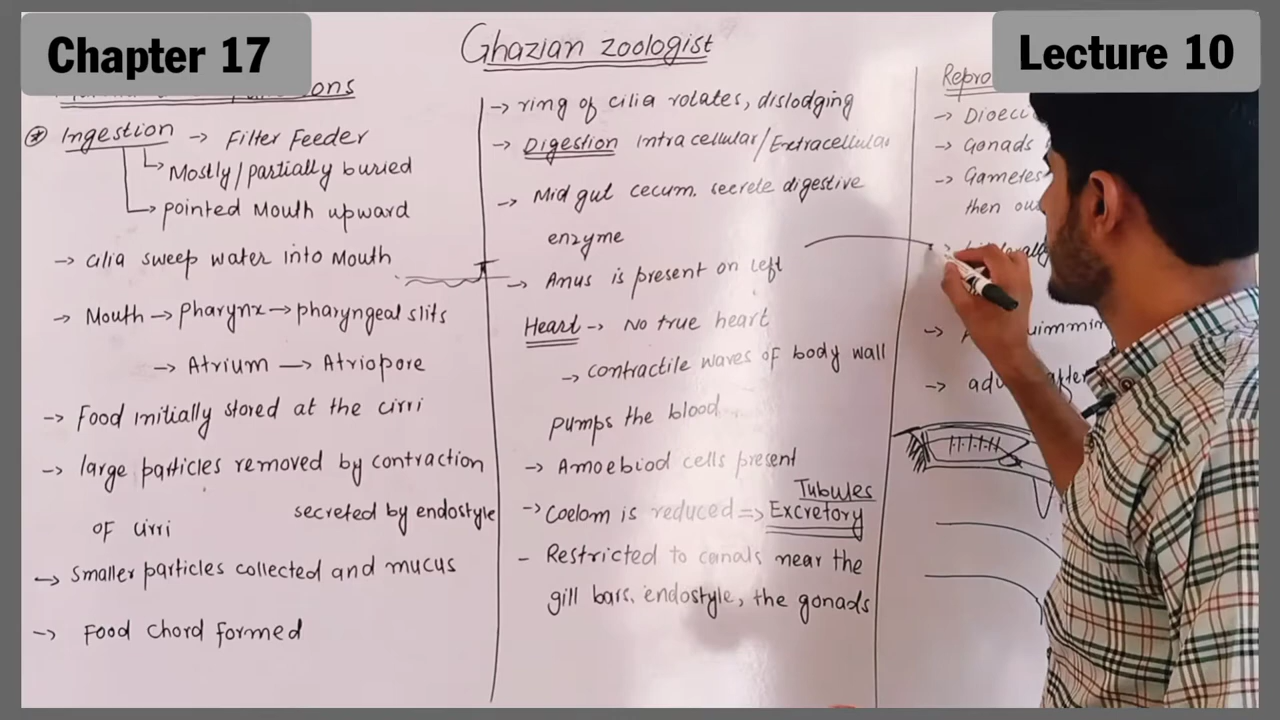 Chapter 17
Lecture 10
Ghazian zoologist
Ingestion → Filter Feeder
Mostly/partially buried
pointed Mouth upward
→ cilia sweep water into Mouth
→ Mouth → Pharynx → pharyngeal slits
→ Atrium → Atriopore
→ Food initially stored at the cirri
→ large particles removed by contraction
of cirri
secreted by endostyle
→ Smaller particles collected and mucus
→ Food Chord formed
→ ring of cilia rotates, dislodging
→ Digestion Intracellular/Extracellular
→ Mid gut cecum. secrete digestive
enzyme
→ Anus is present on left
Heart → No true heart
→ contractile waves of body wall
pumps the blood
→ Amoebiod cells present
Tubules
→ Coelom is reduced => Excretory
- Restricted to canals near the
gill bars, endostyle, the gonads
→ Gonads
→ Gametes
then